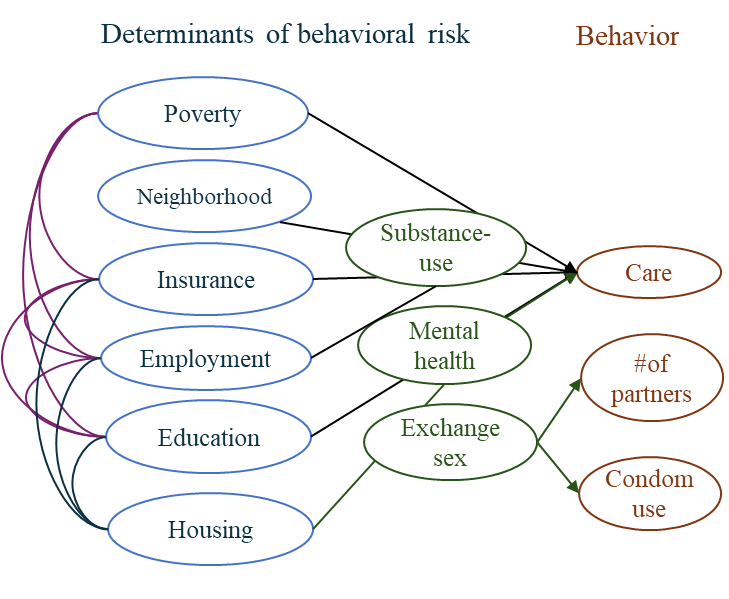 Determinants of behavioral risk
Behavior
Poverty
Neighborhood
Insurance
Employment
Education
Housing
Substance-
use
Mental
health
Exchange
sex
Care
#of
partners
Condom
use